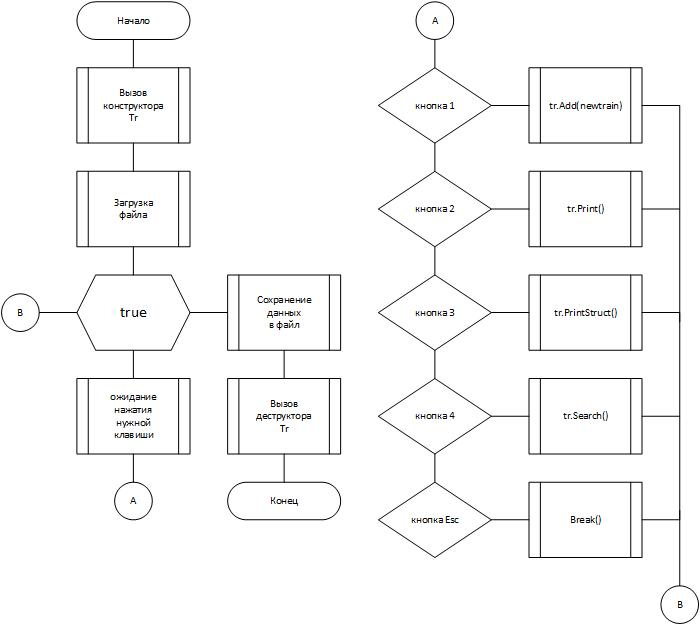 Начало
Вызов
конструктора
Tr
Загрузка
файла
B
true
Сохранение
данных
в файл
ожидание
нажатия
нужной
клавиши
Вызов
деструктора
Tr
A
Конец
A
кнопка 1
tr.Add(newtrain)
кнопка 2
tr.Print()
кнопка 3
tr.PrintStruct()
кнопка 4
tr.Search()
кнопка Esc
Break()
B